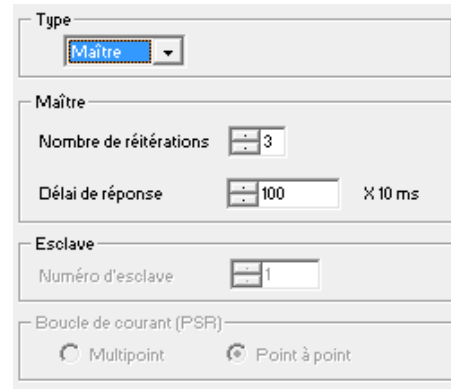 Type
Maître
Maître
Nombre de réitérations 3
Délai de réponse 100 X 10 ms
Esclave
Numéro d'esclave 1
Boucle de courant (PSR)
Multipoint Point à point